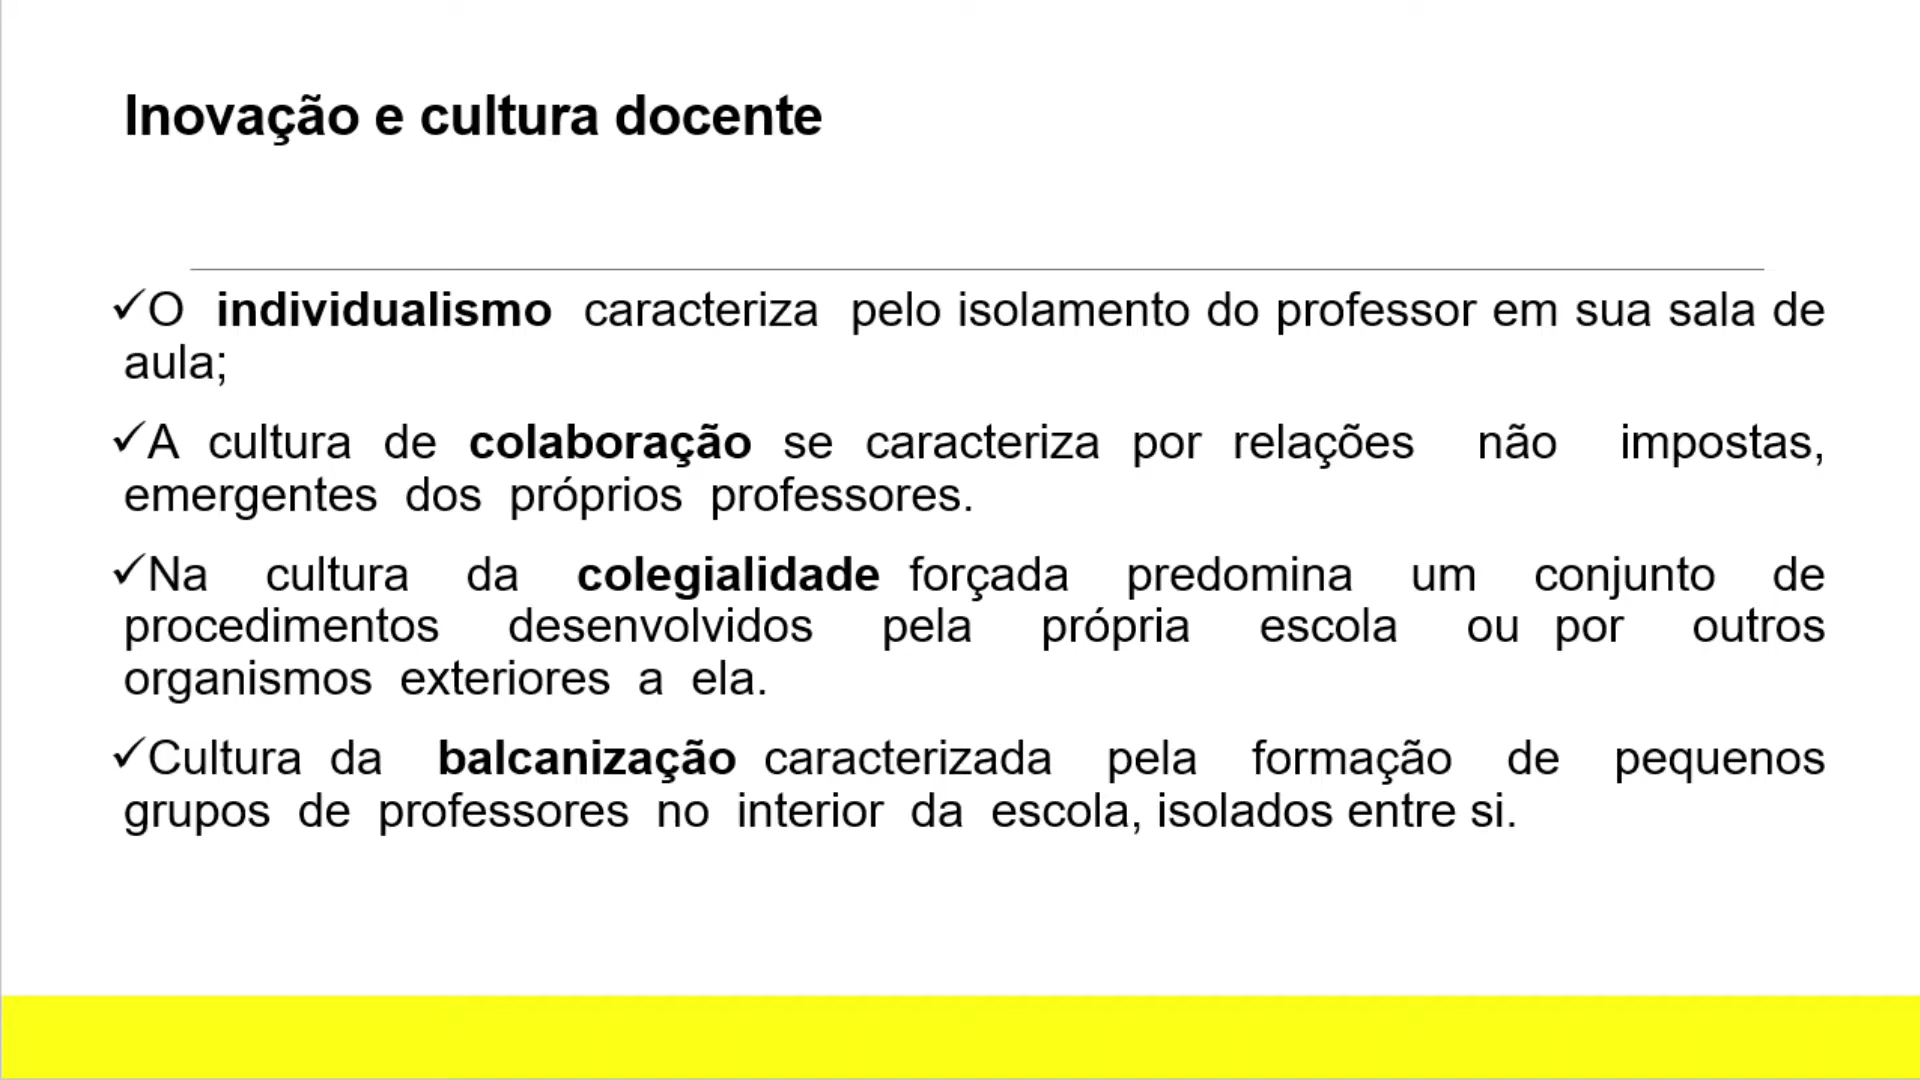 Inovação e cultura docente
✓O individualismo caracteriza pelo isolamento do professor em sua sala de
aula;
✓A cultura de colaboração se caracteriza por relações não impostas,
emergentes dos próprios professores.
✓Na cultura da colegialidade forçada predomina um conjunto de
procedimentos desenvolvidos pela própria escola ou por outros
organismos exteriores a ela.
✓Cultura da balcanização caracterizada pela formação de pequenos
grupos de professores no interior da escola, isolados entre si.